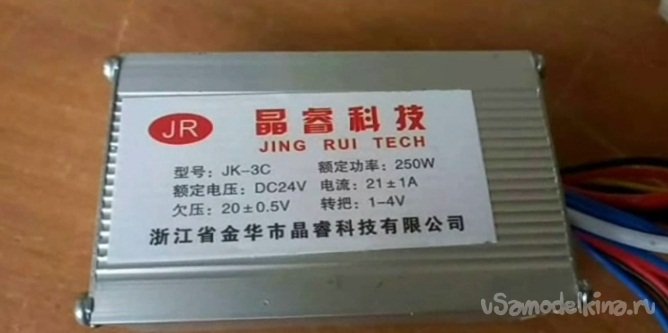 JR
晶睿科技
JING RUI TECH
型号: JK-3C 额定功率: 250W
额定电压: DC24V 电流: 21±1A
欠压: 20±0.5V 转把: 1-4V
浙江省金华市晶睿科技有限公司
vSamodelkina.ru